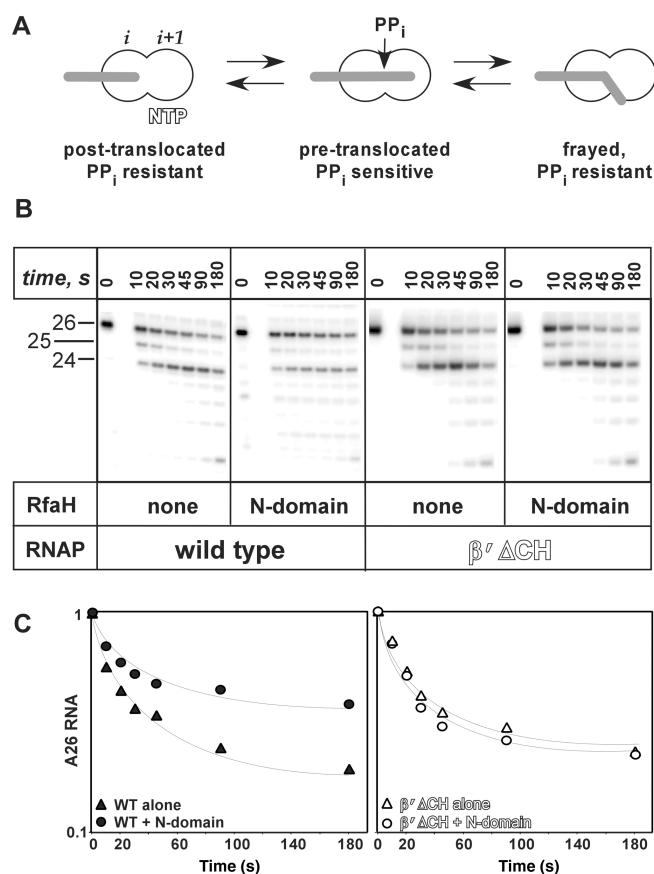 A
i i+1 PPi
NTP
post-translocated pre-translocated frayed,
PPi resistant PPi sensitive PPi resistant
B
time, s 0 10 20 30 45 90 180 0 10 20 30 45 90 180 0 10 20 30 45 90 180 0 10 20 30 45 90 180
26
25
24
RfaH none N-domain none N-domain
RNAP wild type β′ ΔCH
C
1
A26 RNA
0.1
WT alone
WT + N-domain
0 20 60 100 140 180
Time (s)
β′ ΔCH alone
β′ ΔCH + N-domain
0 20 60 100 140 180
Time (s)